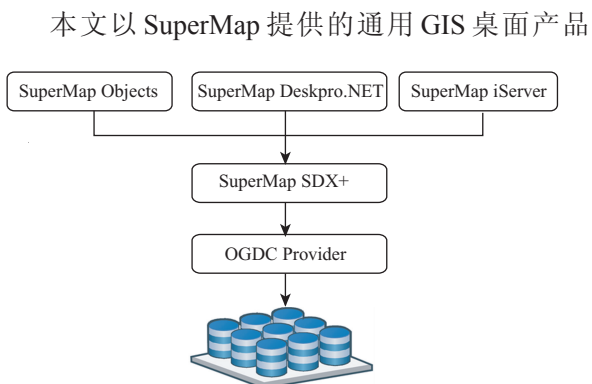 本文以 SuperMap 提供的通用 GIS 桌面产品
SuperMap Objects SuperMap Deskpro.NET SuperMap iServer
SuperMap SDX+
OGDC Provider